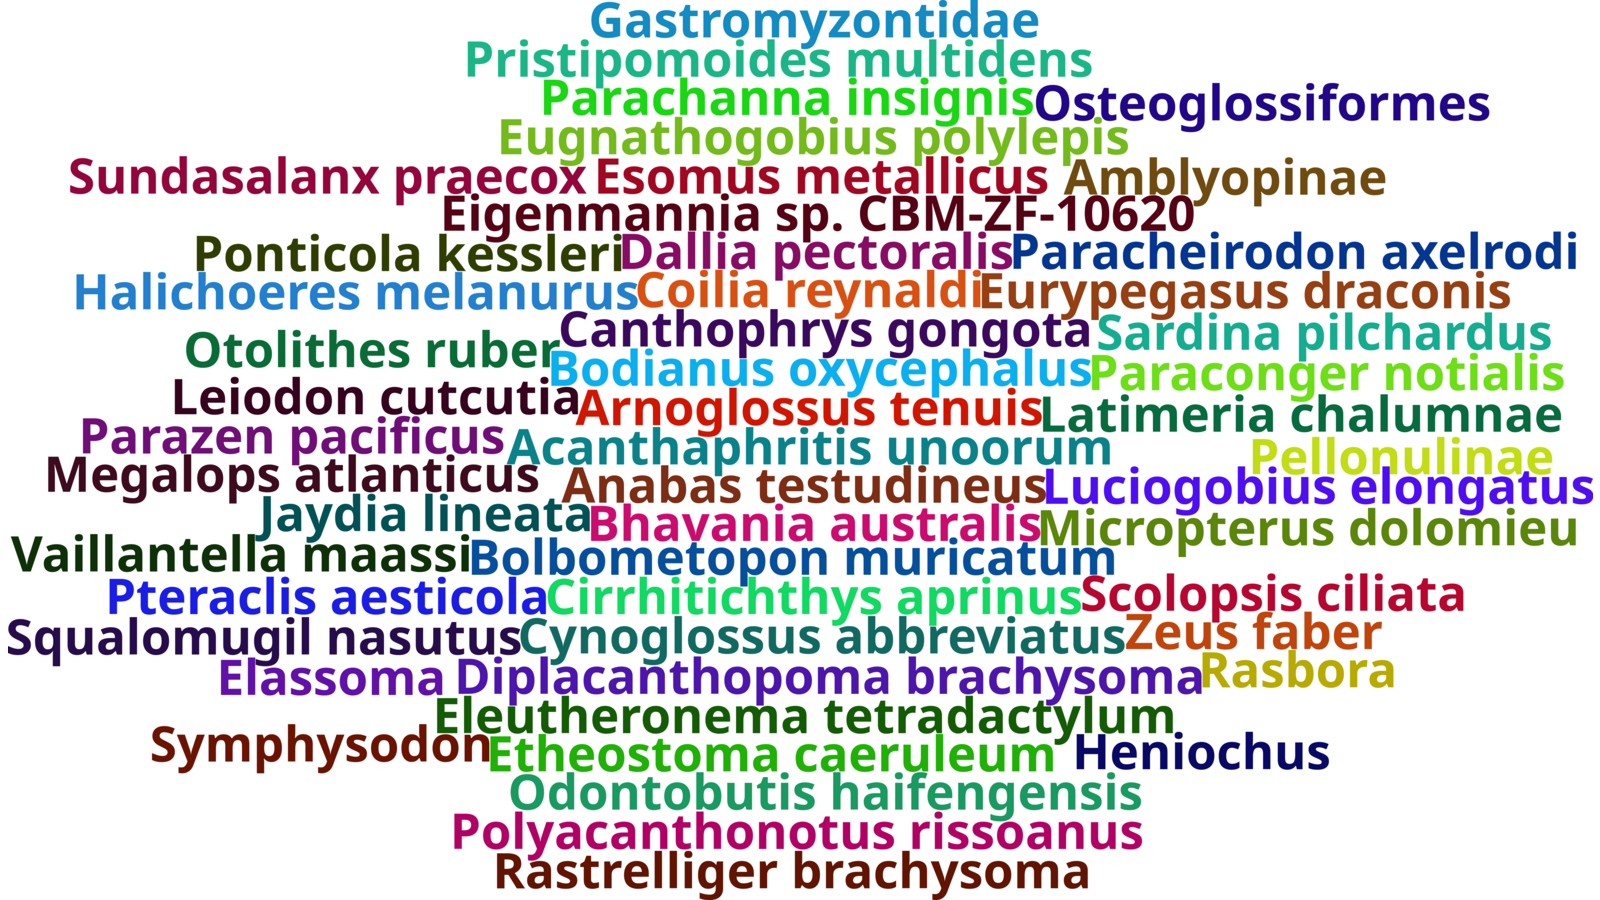 Gastromyzontidae
Pristipomoides multidens
Parachanna insignis
Osteoglossiformes
Eugnathogobius polylepis
Sundasalanx praecox
Esomus metallicus
Amblyopinae
Eigenmannia sp. CBM-ZF-10620
Ponticola kessleri
Dallia pectoralis
Paracheirodon axelrodi
Halichoeres melanurus
Coilia reynaldi
Eurypegasus draconis
Canthophrys gongota
Sardina pilchardus
Otolithes ruber
Bodianus oxycephalus
Paraconger notialis
Leiodon cutcutia
Arnoglossus tenuis
Latimeria chalumnae
Parazen pacificus
Acanthaphritis unoorum
Pellonulinae
Megalops atlanticus
Anabas testudineus
Luciogobius elongatus
Jaydia lineata
Bhavania australis
Micropterus dolomieu
Vaillantella maassi
Bolbometopon muricatum
Pteraclis aesticola
Cirrhitichthys aprinus
Scolopsis ciliata
Squalomugil nasutus
Cynoglossus abbreviatus
Zeus faber
Elassoma
Diplacanthopoma brachysoma
Rasbora
Eleutheronema tetradactylum
Symphysodon
Etheostoma caeruleum
Heniochus
Odontobutis haifengensis
Polyacanthonotus rissoanus
Rastrelliger brachysoma